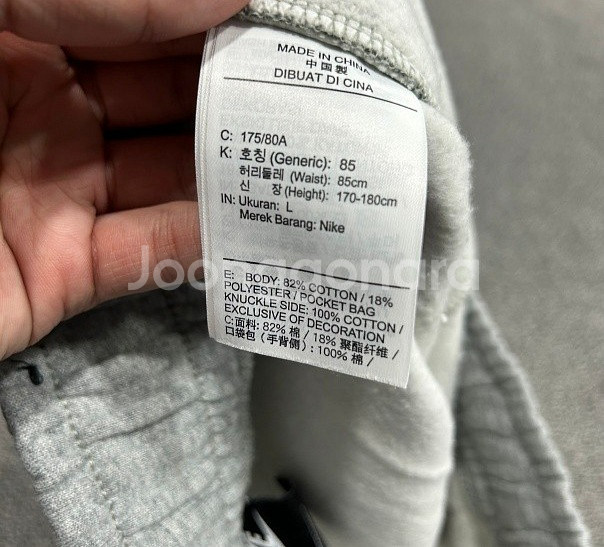 MADE IN CHINA
中国製
DIBUAT DI CINA
C: 175/80A
K: 호칭 (Generic): 85
허리둘레 (Waist): 85cm
신 장 (Height): 170-180cm
IN: Ukuran: L
Merek Barang: Nike
Joonggonara
E: BODY: 82% COTTON / 18%
POLYESTER / POCKET BAG
KNUCKLE SIDE: 100% COTTON /
EXCLUSIVE OF DECORATION
C:面料: 82% 棉 / 18% 聚酯纤维 /
口袋包 (手背侧) : 100% 棉 /